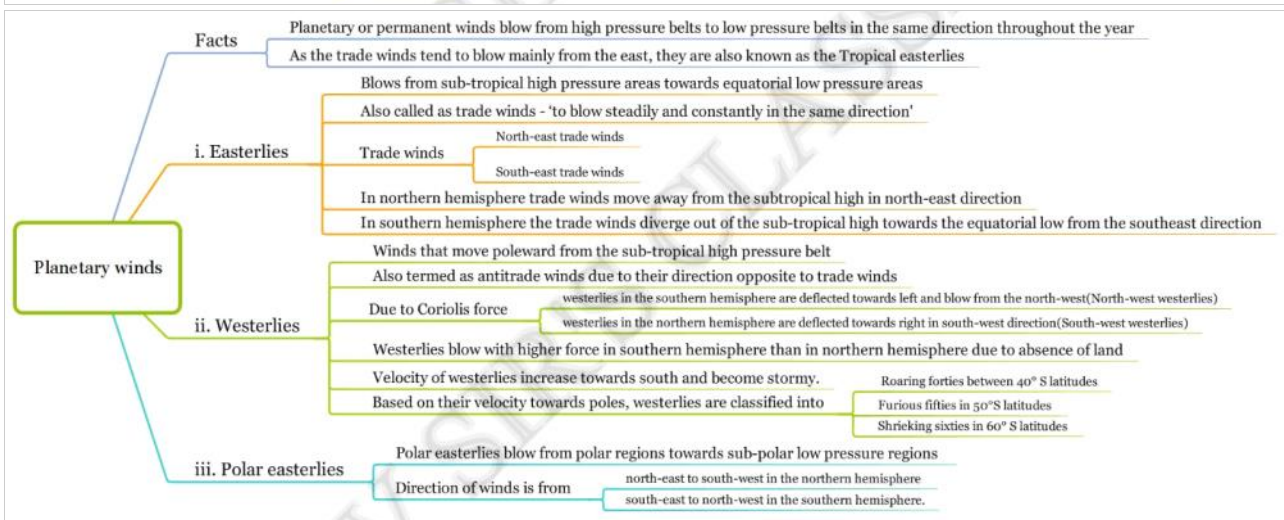 Planetary winds
Facts
Planetary or permanent winds blow from high pressure belts to low pressure belts in the same direction throughout the year
As the trade winds tend to blow mainly from the east, they are also known as the Tropical easterlies
i. Easterlies
Blows from sub-tropical high pressure areas towards equatorial low pressure areas
Also called as trade winds - 'to blow steadily and constantly in the same direction'
Trade winds
North-east trade winds
South-east trade winds
In northern hemisphere trade winds move away from the subtropical high in north-east direction
In southern hemisphere the trade winds diverge out of the sub-tropical high towards the equatorial low from the southeast direction
ii. Westerlies
Winds that move poleward from the sub-tropical high pressure belt
Also termed as antitrade winds due to their direction opposite to trade winds
Due to Coriolis force
westerlies in the southern hemisphere are deflected towards left and blow from the north-west(North-west westerlies)
westerlies in the northern hemisphere are deflected towards right in south-west direction(South-west westerlies)
Westerlies blow with higher force in southern hemisphere than in northern hemisphere due to absence of land
Velocity of westerlies increase towards south and become stormy.
Based on their velocity towards poles, westerlies are classified into
Roaring forties between 40° S latitudes
Furious fifties in 50°S latitudes
Shrieking sixties in 60° S latitudes
iii. Polar easterlies
Polar easterlies blow from polar regions towards sub-polar low pressure regions
Direction of winds is from
north-east to south-west in the northern hemisphere
south-east to north-west in the southern hemisphere.